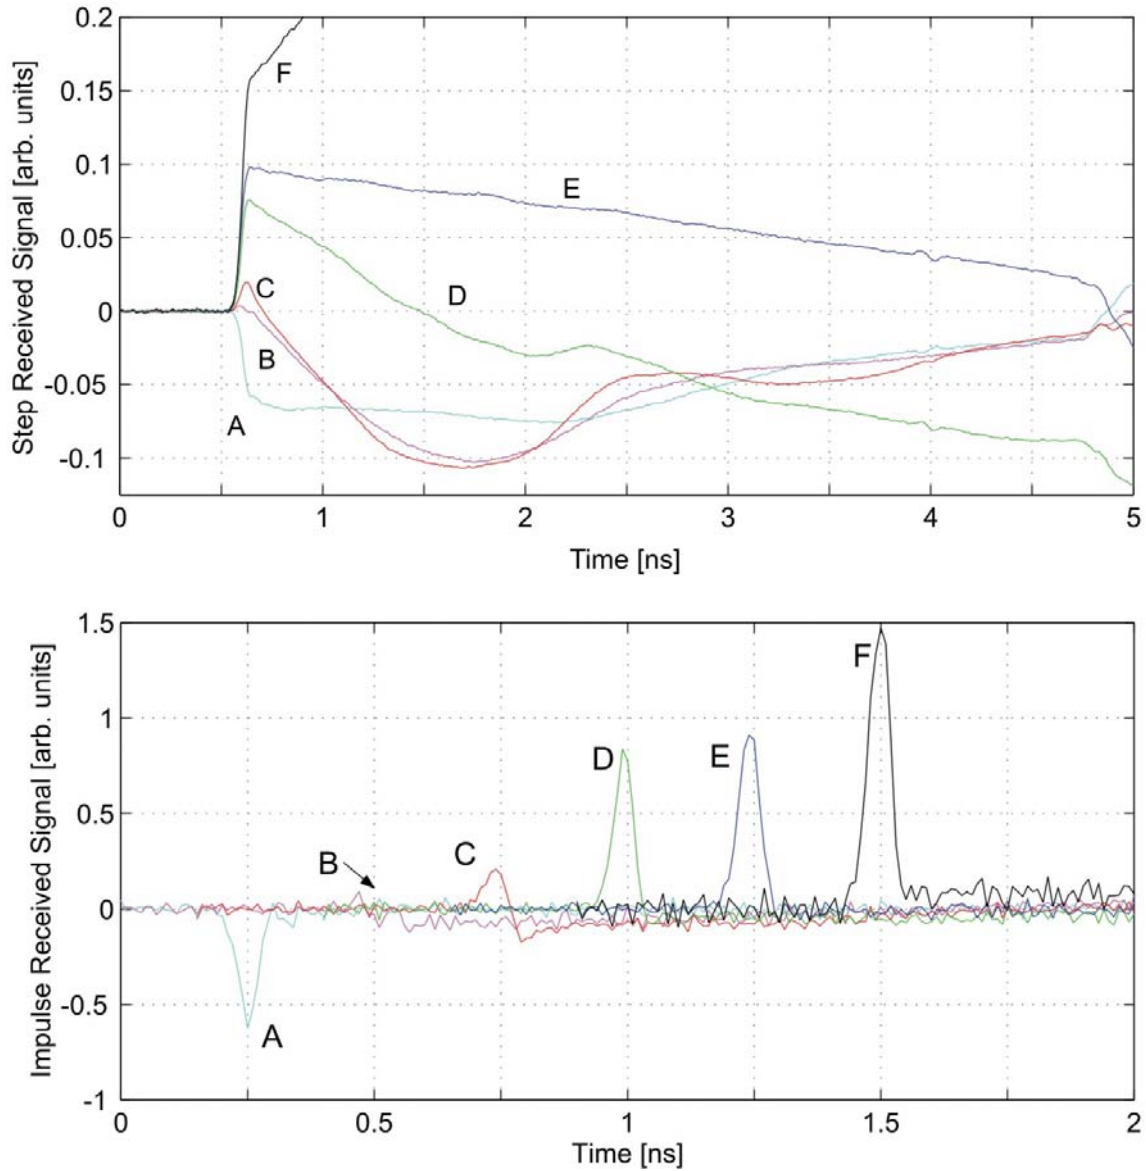 Step Received Signal [arb. units]
0.2
0.15
0.1
0.05
0
-0.05
-0.1
F
E
D
C
B
A
0 1 2 3 4 5
Time [ns]
Impulse Received Signal [arb. units]
1.5
1
0.5
0
-0.5
-1
F
D E
B C
A
0 0.5 1 1.5 2
Time [ns]